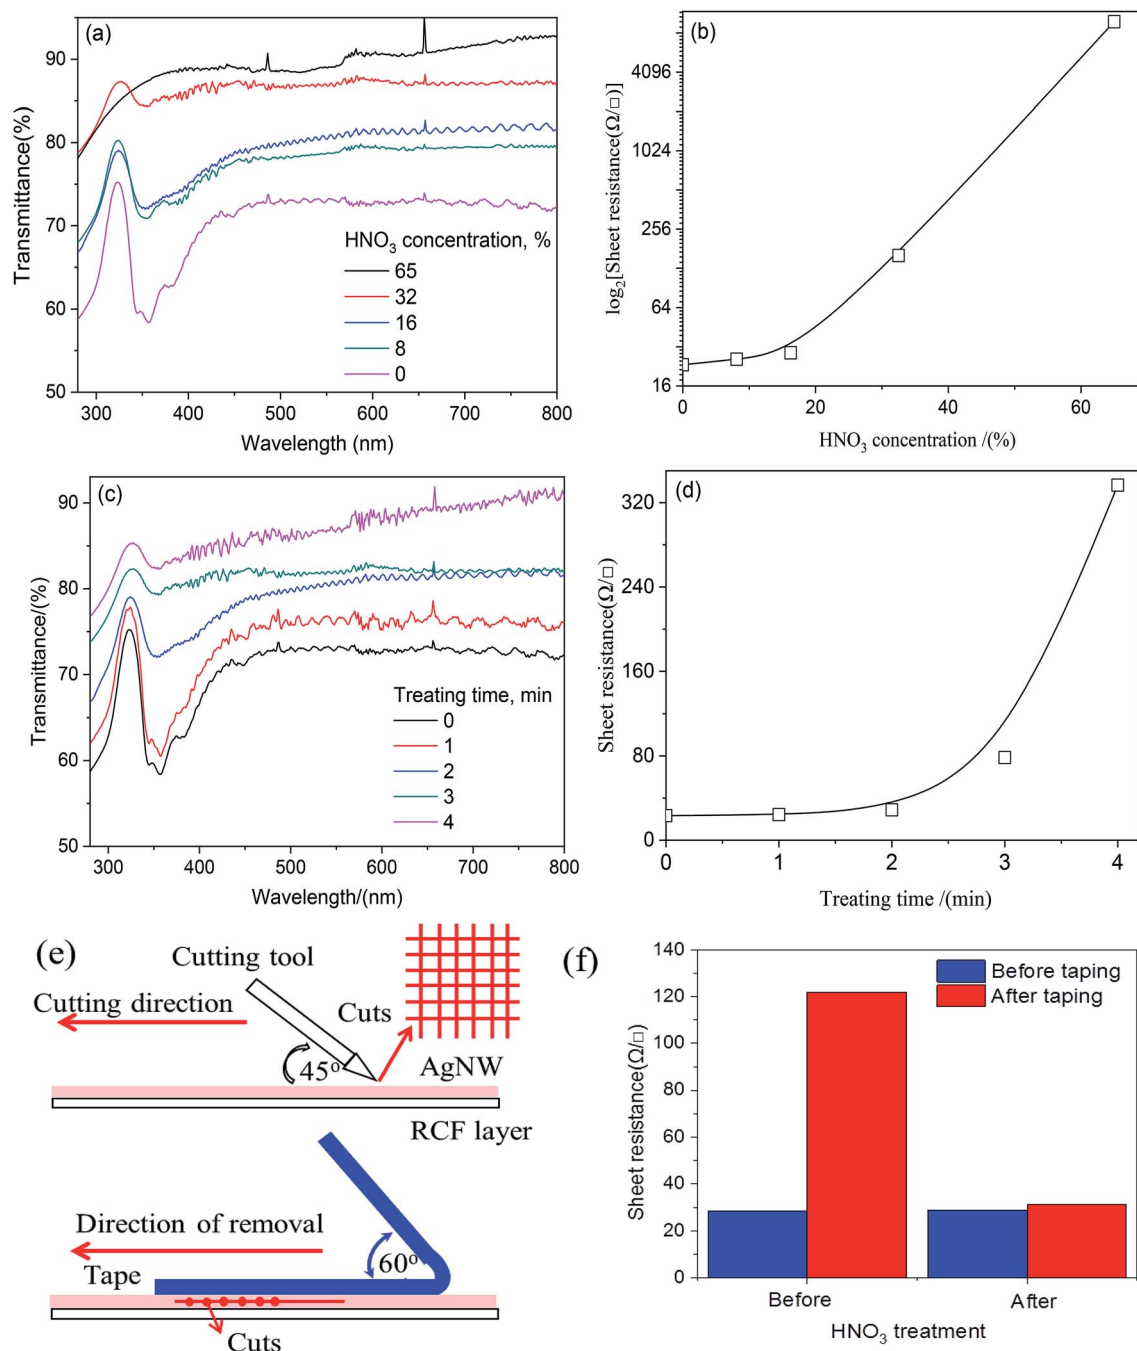 (a)
90
80
70
60
50
Transmittance(%)
HNO₃ concentration, %
65
32
16
8
0
300 400 500 600 700 800
Wavelength (nm)
(b)
4096
1024
256
64
16
log₂[Sheet resistance(Ω/□)]
0 20 40 60
HNO₃ concentration /(%)
(c)
90
80
70
60
50
Transmittance/(%)
Treating time, min
0
1
2
3
4
300 400 500 600 700 800
Wavelength/(nm)
(d)
320
240
160
80
0
Sheet resistance(Ω/□)
0 1 2 3 4
Treating time /(min)
(e)
Cutting tool
Cutting direction
Cuts
45°
AgNW
RCF layer
Direction of removal
60°
Tape
Cuts
(f)
140
120
100
80
60
40
20
0
Sheet resistance(Ω/□)
Before taping
After taping
Before After
HNO₃ treatment